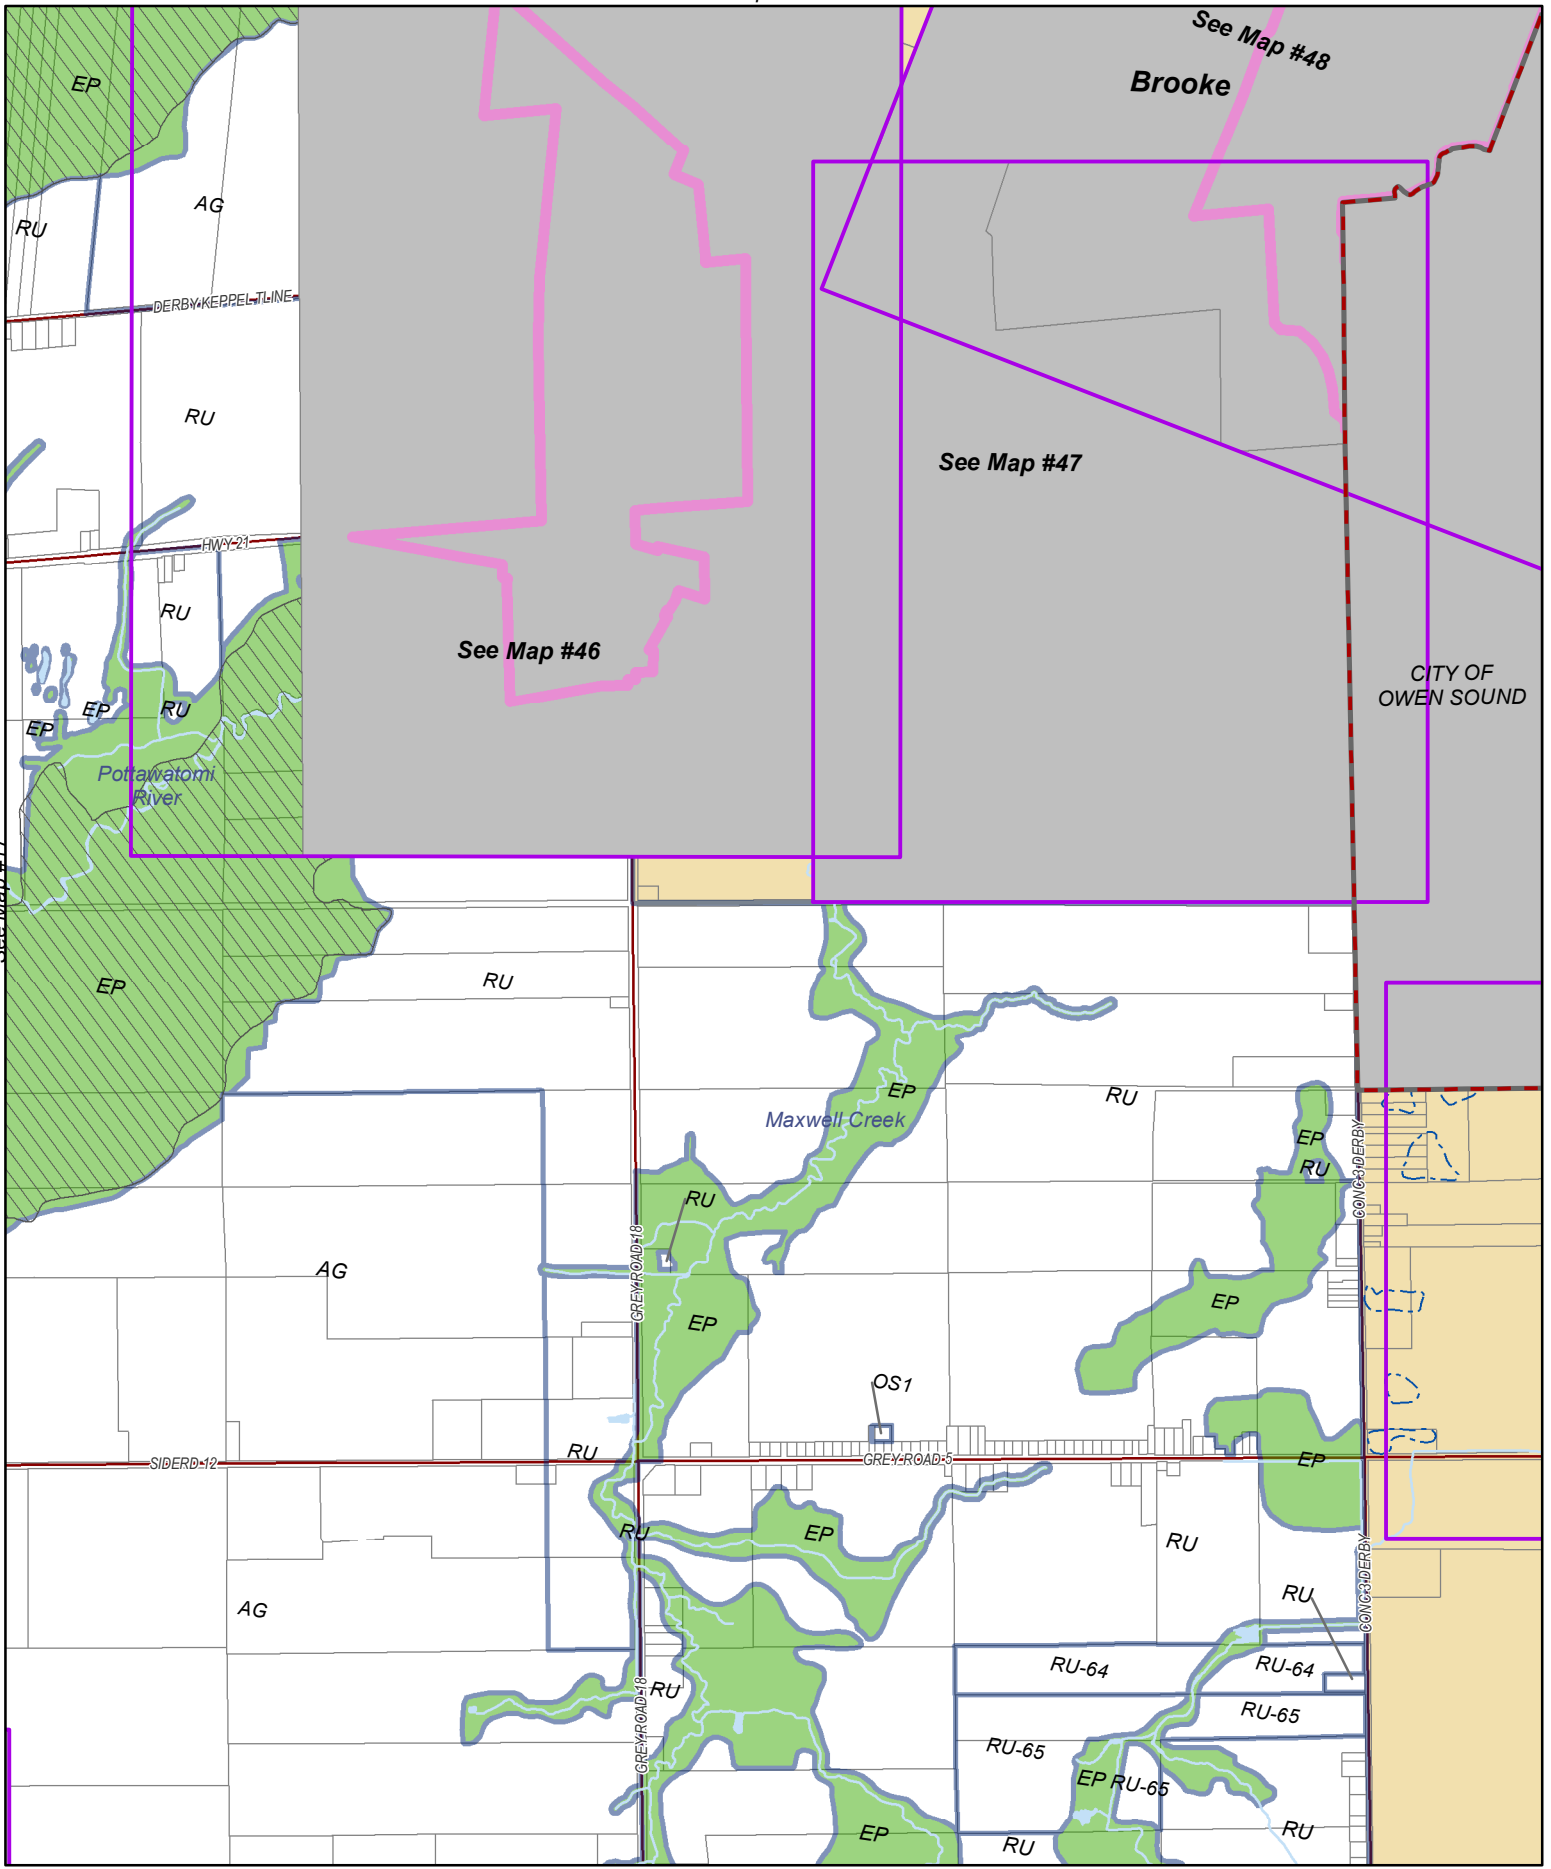 See Map #48
Brooke
EP
AG
RU
DERBY KEPPEL TLINE
RU
See Map #47
HWY 21
RU
See Map #46
CITY OF
OWEN SOUND
EP
RU
EP
Pottawatomi
River
EP
RU
EP
RU
Maxwell Creek
EP
RU
CONC 3 DERBY
RU
GREY ROAD 18
AG
EP
EP
OS1
RU
SIDERD 12
GREY ROAD 5
EP
RU
EP
RU
CONC 3 DERBY
RU
AG
RU-64
RU-64
RU
GREY ROAD 18
RU-65
RU-65
EP
RU-65
EP
RU
RU